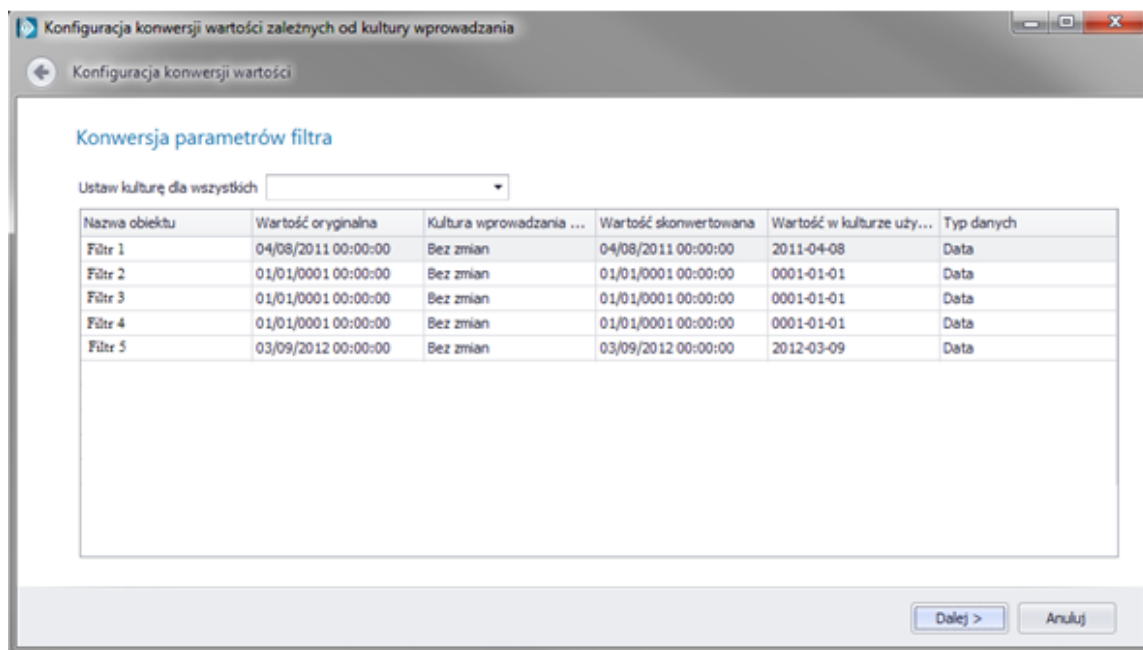 Konfiguracja konwersji wartości zależnych od kultury wprowadzania
Konfiguracja konwersji wartości
Konwersja parametrów filtra
Ustaw kulturę dla wszystkich
Nazwa obiektu Wartość oryginalna Kultura wprowadzania ... Wartość skonwertowana Wartość w kulturze uży... Typ danych
Filtr 1 04/08/2011 00:00:00 Bez zmian 04/08/2011 00:00:00 2011-04-08 Data
Filtr 2 01/01/0001 00:00:00 Bez zmian 01/01/0001 00:00:00 0001-01-01 Data
Filtr 3 01/01/0001 00:00:00 Bez zmian 01/01/0001 00:00:00 0001-01-01 Data
Filtr 4 01/01/0001 00:00:00 Bez zmian 01/01/0001 00:00:00 0001-01-01 Data
Filtr 5 03/09/2012 00:00:00 Bez zmian 03/09/2012 00:00:00 2012-03-09 Data
Dalej > Anuluj